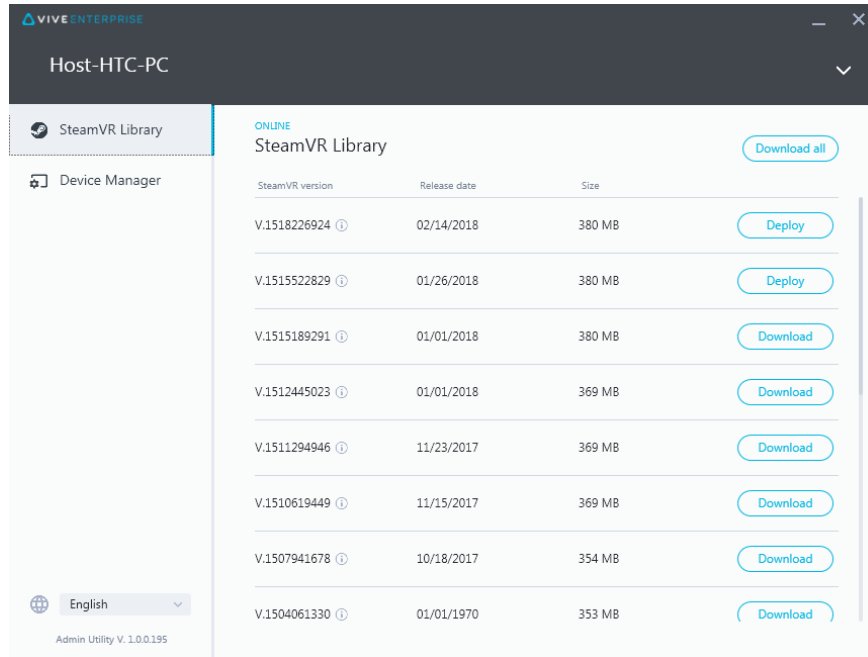 VIVE ENTERPRISE
Host-HTC-PC
SteamVR Library
Device Manager
ONLINE
SteamVR Library
Download all
SteamVR version Release date Size
V.1518226924 02/14/2018 380 MB Deploy
V.1515522829 01/26/2018 380 MB Deploy
V.1515189291 01/01/2018 380 MB Download
V.1512445023 01/01/2018 369 MB Download
V.1511294946 11/23/2017 369 MB Download
V.1510619449 11/15/2017 369 MB Download
V.1507941678 10/18/2017 354 MB Download
V.1504061330 01/01/1970 353 MB Download
English
Admin Utility V. 1.0.0.195